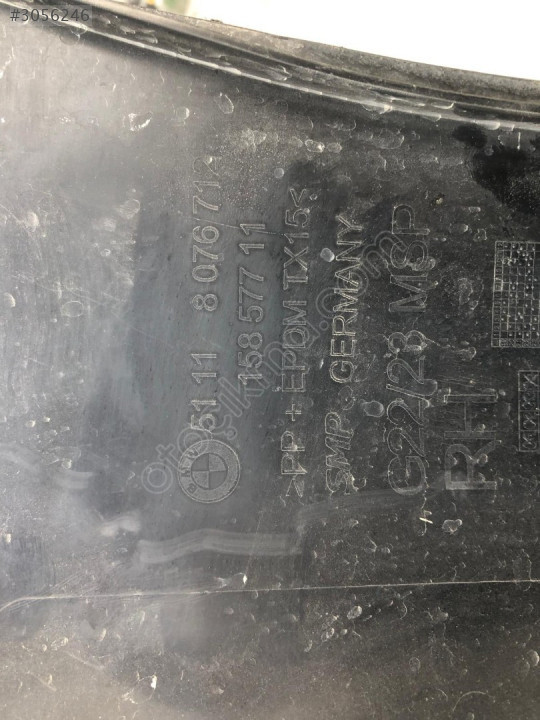 #3056246
51.11 8 076 712
158 577 11
>PP + EPDM TX15<
SMP, GERMANY
G22/23 MSP
RH